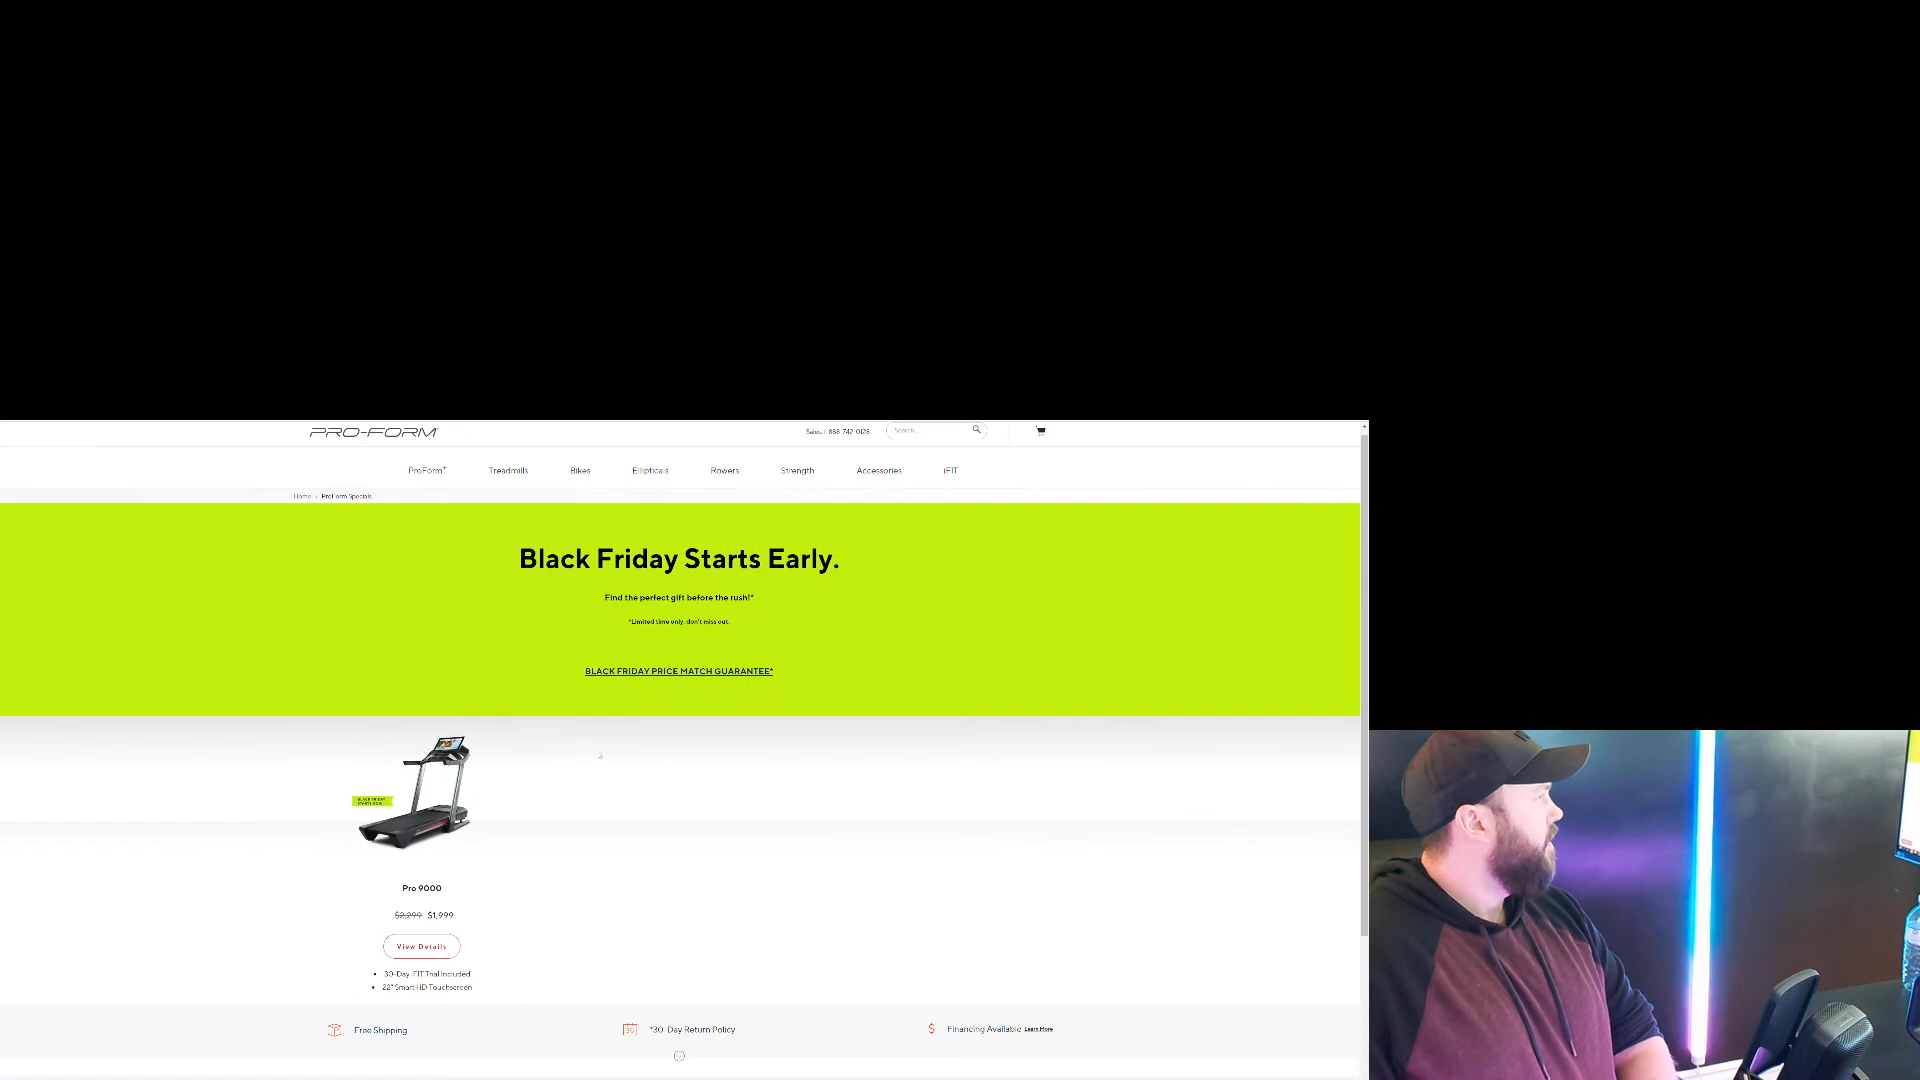 PRO-FORM
Sales: 1-888-742-0128
Search...
ProForm+ Treadmills Bikes Ellipticals Rowers Strength Accessories iFIT
Home › ProForm Specials
Black Friday Starts Early.
Find the perfect gift before the rush!*
*Limited time only, don't miss out.
BLACK FRIDAY PRICE MATCH GUARANTEE*
BLACK FRIDAY
STARTS NOW
Pro 9000
$2,299 $1,999
View Details
• 30-Day iFIT Trial Included
• 22" Smart HD Touchscreen
Free Shipping
30 *30-Day Return Policy
$ Financing Available Learn More